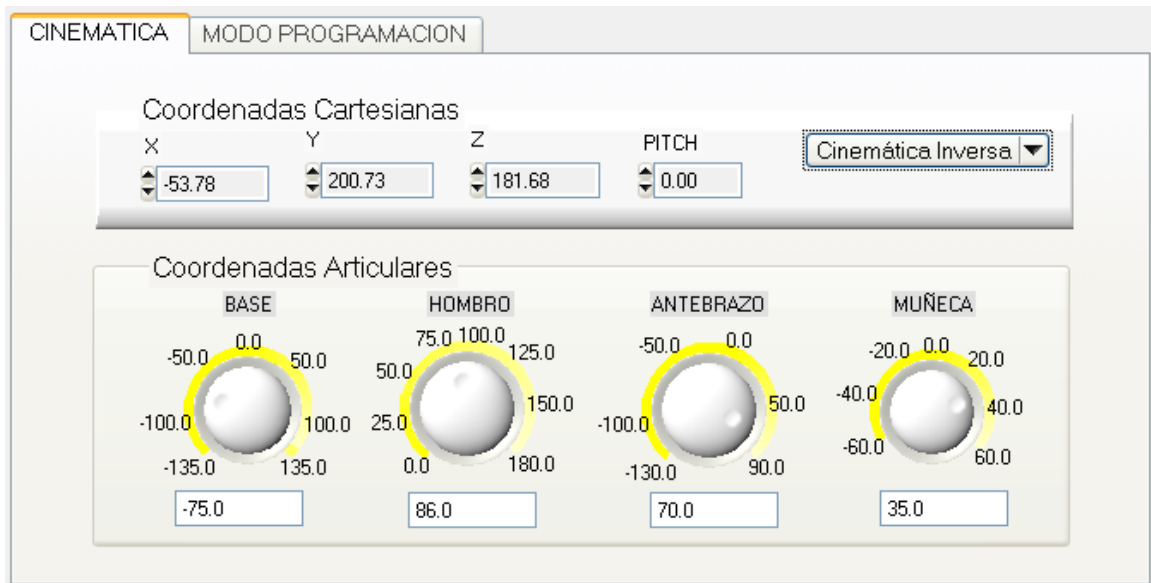 CINEMATICA MODO PROGRAMACION
Coordenadas Cartesianas
X Y Z PITCH
Cinemática Inversa
-53.78 200.73 181.68 0.00
Coordenadas Articulares
BASE HOMBRO ANTEBRAZO MUÑECA
-135.0 -100.0 -50.0 0.0 50.0 100.0 135.0
0.0 25.0 50.0 75.0 100.0 125.0 150.0 180.0
-130.0 -100.0 -50.0 0.0 50.0 90.0
-60.0 -40.0 -20.0 0.0 20.0 40.0 60.0
-75.0 86.0 70.0 35.0